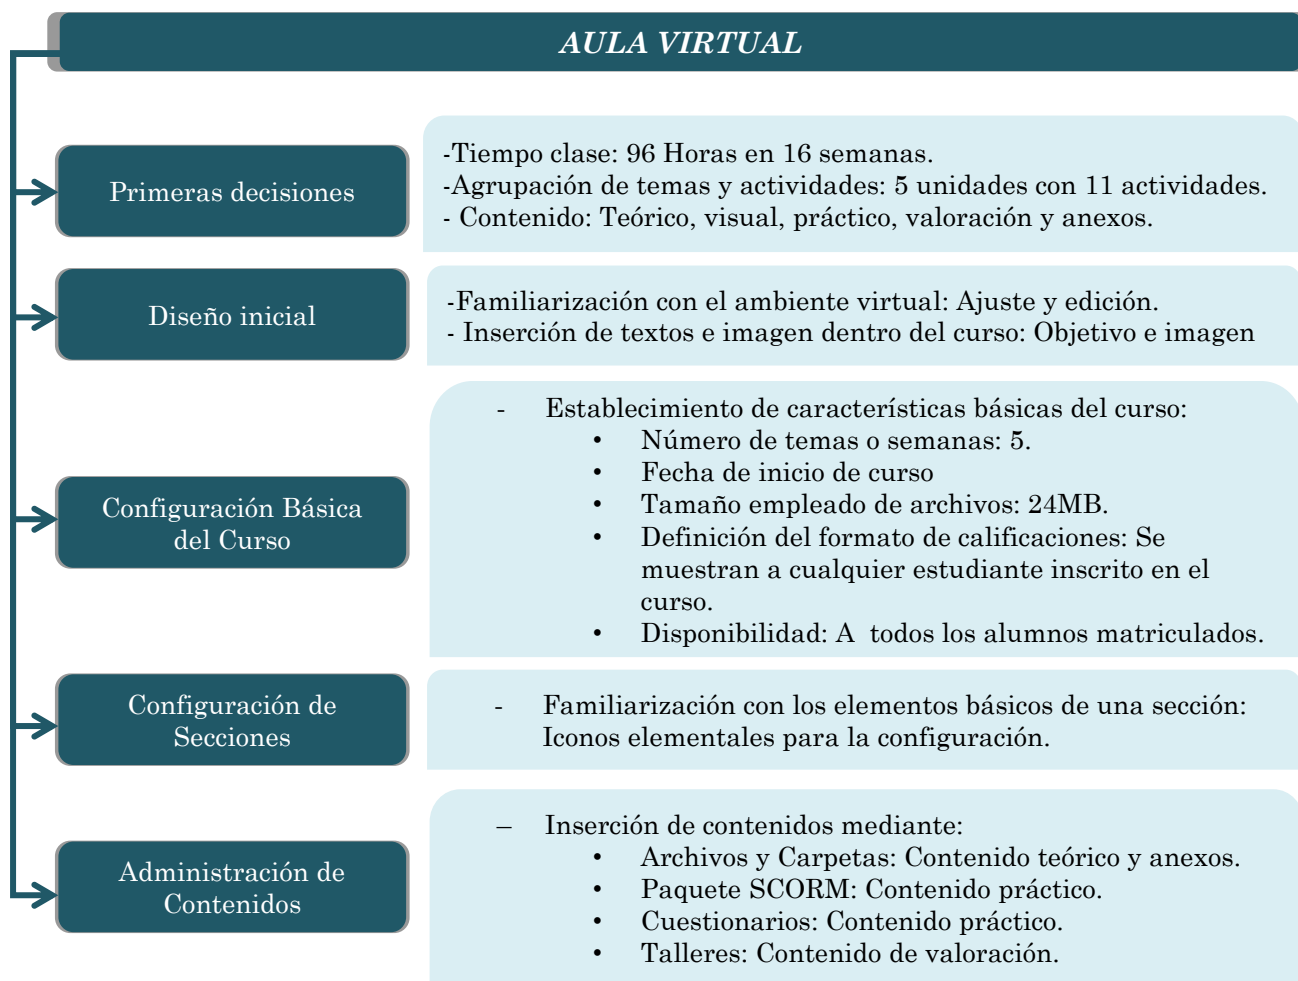 AULA VIRTUAL
Primeras decisiones
-Tiempo clase: 96 Horas en 16 semanas.
-Agrupación de temas y actividades: 5 unidades con 11 actividades.
- Contenido: Teórico, visual, práctico, valoración y anexos.
Diseño inicial
-Familiarización con el ambiente virtual: Ajuste y edición.
- Inserción de textos e imagen dentro del curso: Objetivo e imagen
Configuración Básica
del Curso
- Establecimiento de características básicas del curso:
• Número de temas o semanas: 5.
• Fecha de inicio de curso
• Tamaño empleado de archivos: 24MB.
• Definición del formato de calificaciones: Se
muestran a cualquier estudiante inscrito en el
curso.
• Disponibilidad: A  todos los alumnos matriculados.
Configuración de
Secciones
- Familiarización con los elementos básicos de una sección:
Iconos elementales para la configuración.
Administración de
Contenidos
– Inserción de contenidos mediante:
• Archivos y Carpetas: Contenido teórico y anexos.
• Paquete SCORM: Contenido práctico.
• Cuestionarios: Contenido práctico.
• Talleres: Contenido de valoración.